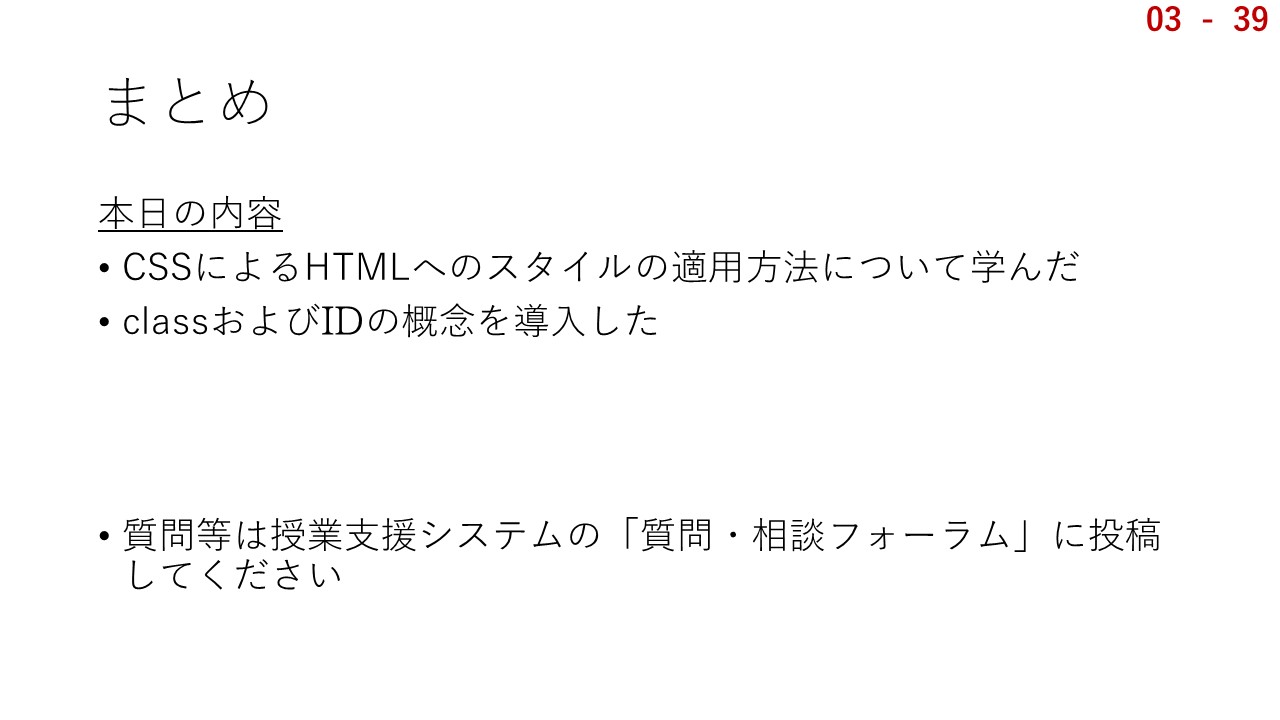 03 - 39
まとめ
本日の内容
• CSSによるHTMLへのスタイルの適用方法について学んだ
• classおよびIDの概念を導入した
• 質問等は授業支援システムの「質問・相談フォーラム」に投稿
してください